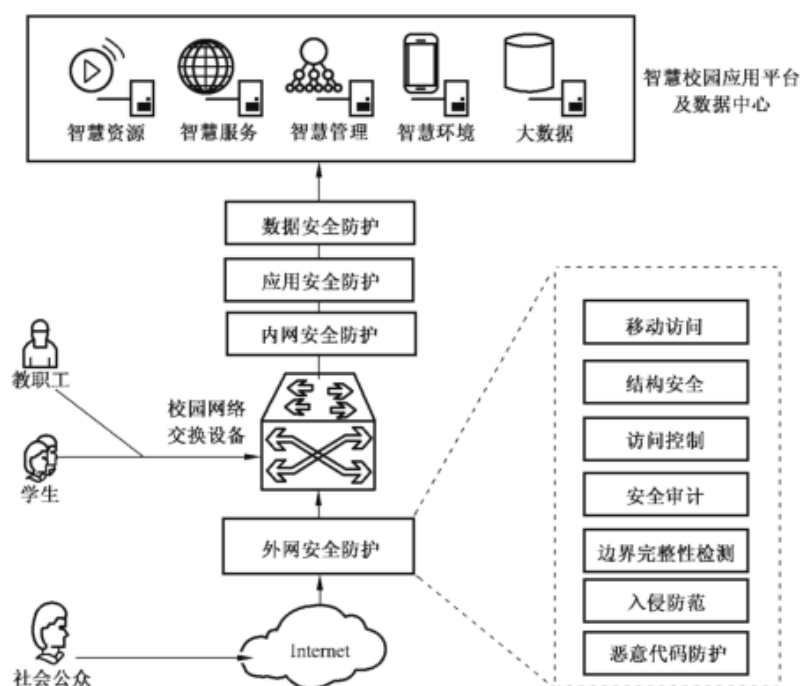 智慧资源
智慧服务
智慧管理
智慧环境
大数据
智慧校园应用平台
及数据中心
数据安全防护
应用安全防护
内网安全防护
教职工
校园网络
交换设备
学生
外网安全防护
Internet
社会公众
移动访问
结构安全
访问控制
安全审计
边界完整性检测
入侵防范
恶意代码防护